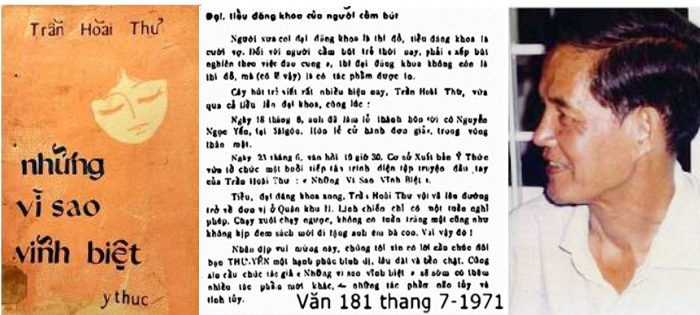 Trần Hoài Thư
những
vì sao
vĩnh biệt
y thuc
Đại, tiểu đăng khoa của người cầm bút
Người xưa coi đại đăng khoa là thi đỗ, tiểu đăng khoa là
cưới vợ. Đối với người cầm bút trẻ thời nay, phải « xếp bút
nghiên theo việc đao cung », thì đại đăng khoa không còn là
thi đỗ, mà (có lẽ vậy) là có tác phẩm được in.
Cây bút trẻ viết rất nhiều hiện nay, Trần Hoài Thư, vừa
qua cả tiểu lẫn đại khoa, cùng lúc :
Ngày 18 tháng 6, anh đã làm lễ thành hôn với cô Nguyễn
Ngọc Yến, tại Sàigòn. Hôn lễ cử hành đơn giản, trong vòng
thân mật.
Ngày 23 tháng 6, vào hồi 19 giờ 30, Cơ sở Xuất bản Ý Thức
vừa tổ chức một buổi tiếp tân trình diện tập truyện đầu tay
của Trần Hoài Thư : « Những Vì Sao Vĩnh Biệt ».
Tiểu, đại đăng khoa xong, Trần Hoài Thư vội vã lên đường
trở về đơn vị ở Quân khu II. Lính chiến chỉ có một tuần nghỉ
phép. Chạy xuôi chạy ngược, không có tuần trăng mật cũng như
không kịp đem sách mới đi tặng anh em bà con. Vui vậy đó !
Nhân dịp vui mừng này, chúng tôi xin có lời cầu chúc đôi
bạn THƯ-YẾN một hạnh phúc bình dị, lâu dài và bền chặt. Cũng
xin cầu chúc tác giả « Những vì sao vĩnh biệt » sẽ sớm có thêm
nhiều tác phẩm mới khác, — những tác phẩm não tủy và
tinh túy.
Văn 181 thang 7-1971